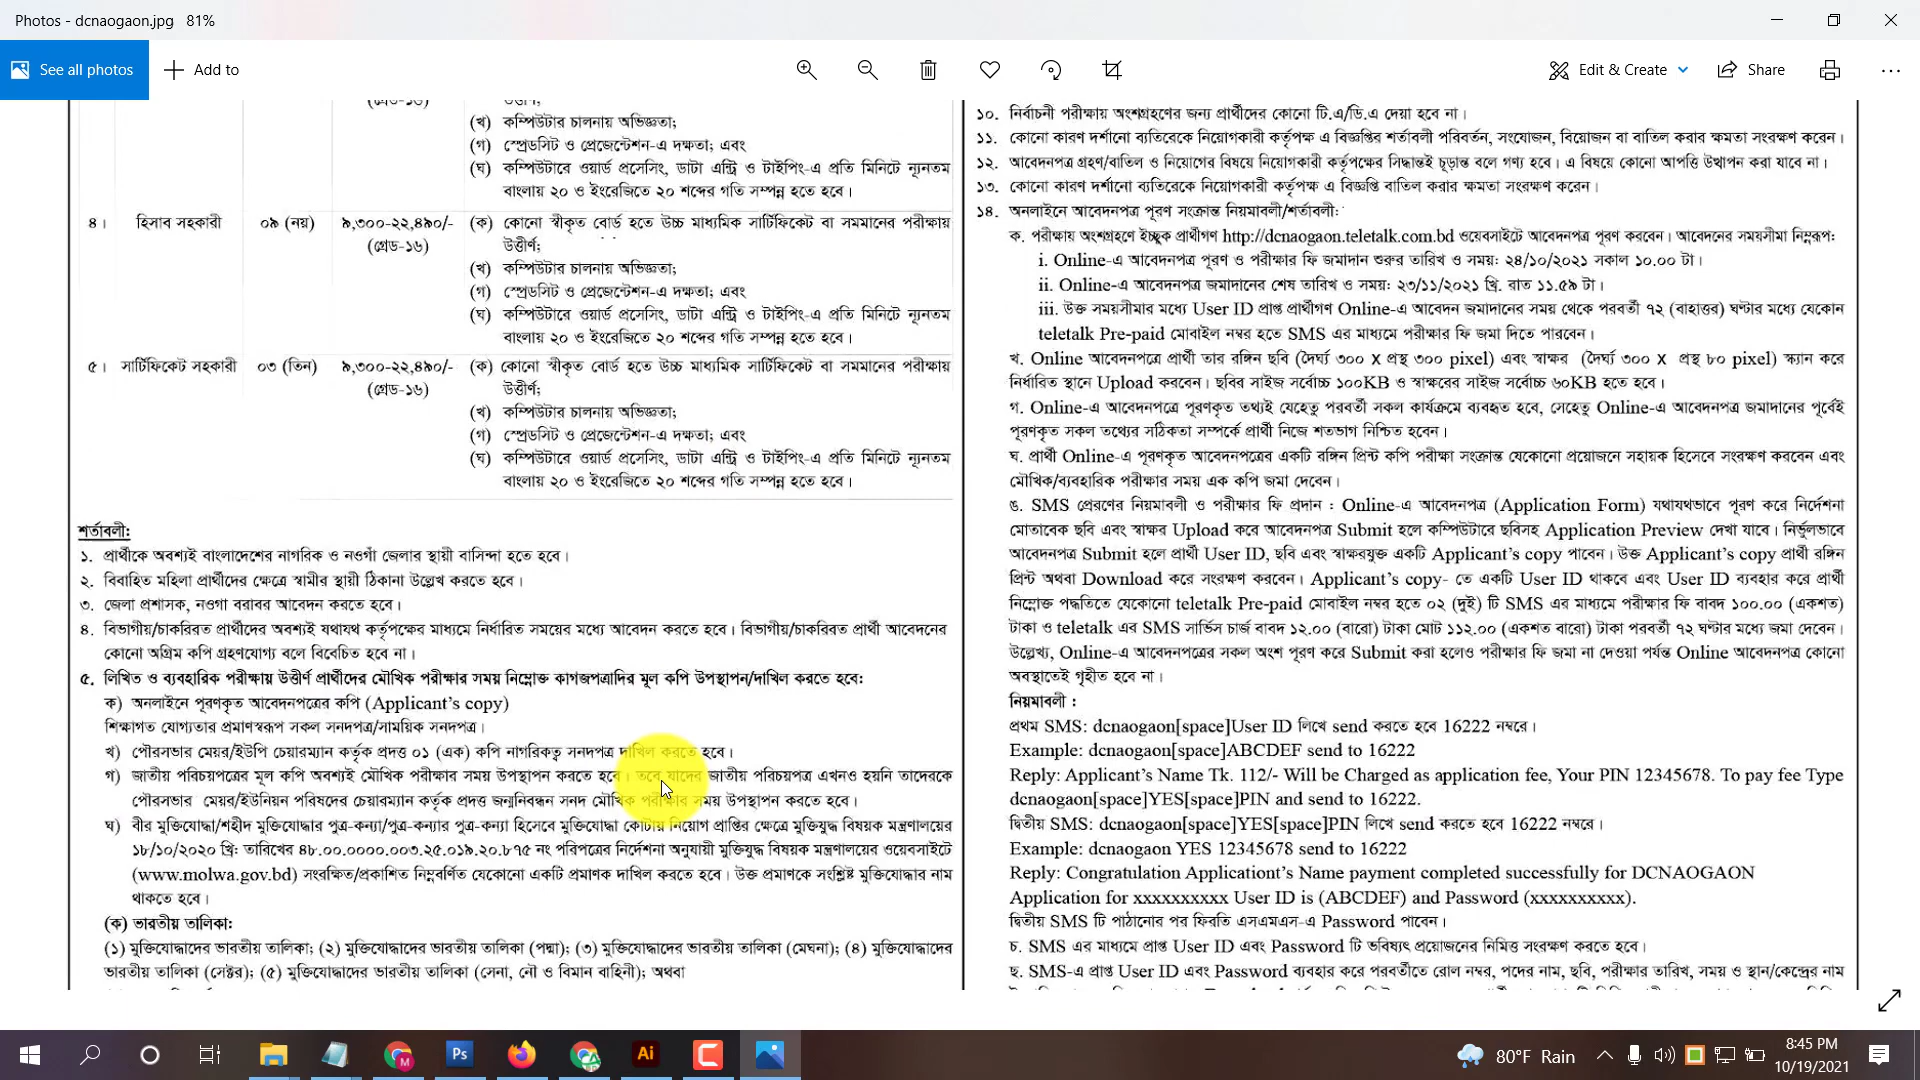 Photos - dcnaogaon.jpg 81%
See all photos
Add to
Edit & Create
Share
(গ্রেড-১৬)
উত্তীর্ণ;
(খ) কম্পিউটার চালনায় অভিজ্ঞতা;
(গ) স্প্রেডসিট ও প্রেজেন্টেশন-এ দক্ষতা; এবং
(ঘ) কম্পিউটারে ওয়ার্ড প্রসেসিং, ডাটা এন্ট্রি ও টাইপিং-এ প্রতি মিনিটে ন্যূনতম
বাংলায় ২০ ও ইংরেজিতে ২০ শব্দের গতি সম্পন্ন হতে হবে।
৪। হিসাব সহকারী ০৯ (নয়) ৯,৩০০-২২,৪৯০/- (ক) কোনো স্বীকৃত বোর্ড হতে উচ্চ মাধ্যমিক সার্টিফিকেট বা সমমানের পরীক্ষায়
(গ্রেড-১৬) উত্তীর্ণ;
(খ) কম্পিউটার চালনায় অভিজ্ঞতা;
(গ) স্প্রেডসিট ও প্রেজেন্টেশন-এ দক্ষতা; এবং
(ঘ) কম্পিউটারে ওয়ার্ড প্রসেসিং, ডাটা এন্ট্রি ও টাইপিং-এ প্রতি মিনিটে ন্যূনতম
বাংলায় ২০ ও ইংরেজিতে ২০ শব্দের গতি সম্পন্ন হতে হবে।
৫। সার্টিফিকেট সহকারী ০৩ (তিন) ৯,৩০০-২২,৪৯০/- (ক) কোনো স্বীকৃত বোর্ড হতে উচ্চ মাধ্যমিক সার্টিফিকেট বা সমমানের পরীক্ষায়
(গ্রেড-১৬) উত্তীর্ণ;
(খ) কম্পিউটার চালনায় অভিজ্ঞতা;
(গ) স্প্রেডসিট ও প্রেজেন্টেশন-এ দক্ষতা; এবং
(ঘ) কম্পিউটারে ওয়ার্ড প্রসেসিং, ডাটা এন্ট্রি ও টাইপিং-এ প্রতি মিনিটে ন্যূনতম
বাংলায় ২০ ও ইংরেজিতে ২০ শব্দের গতি সম্পন্ন হতে হবে।
শর্তাবলী:
১. প্রার্থীকে অবশ্যই বাংলাদেশের নাগরিক ও নওগাঁ জেলার স্থায়ী বাসিন্দা হতে হবে।
২. বিবাহিত মহিলা প্রার্থীদের ক্ষেত্রে স্বামীর স্থায়ী ঠিকানা উল্লেখ করতে হবে।
৩. জেলা প্রশাসক, নওগা বরাবর আবেদন করতে হবে।
৪. বিভাগীয়/চাকরিরত প্রার্থীদের অবশ্যই যথাযথ কর্তৃপক্ষের মাধ্যমে নির্ধারিত সময়ের মধ্যে আবেদন করতে হবে। বিভাগীয়/চাকরিরত প্রার্থী আবেদনের
কোনো অগ্রিম কপি গ্রহণযোগ্য বলে বিবেচিত হবে না।
৫. লিখিত ও ব্যবহারিক পরীক্ষায় উত্তীর্ণ প্রার্থীদের মৌখিক পরীক্ষার সময় নিম্নোক্ত কাগজপত্রাদির মূল কপি উপস্থাপন/দাখিল করতে হবে:
ক) অনলাইনে পূরণকৃত আবেদনপত্রের কপি (Applicant's copy)
শিক্ষাগত যোগ্যতার প্রমাণস্বরূপ সকল সনদপত্র/সাময়িক সনদপত্র।
খ) পৌরসভার মেয়র/ইউপি চেয়ারম্যান কর্তৃক প্রদত্ত ০১ (এক) কপি নাগরিকত্ব সনদপত্র দাখিল করতে হবে।
গ) জাতীয় পরিচয়পত্রের মূল কপি অবশ্যই মৌখিক পরীক্ষার সময় উপস্থাপন করতে হবে। তবে যাদের জাতীয় পরিচয়পত্র এখনও হয়নি তাদেরকে
পৌরসভার মেয়র/ইউনিয়ন পরিষদের চেয়ারম্যান কর্তৃক প্রদত্ত জন্মনিবন্ধন সনদ মৌখিক পরীক্ষার সময় উপস্থাপন করতে হবে।
ঘ) বীর মুক্তিযোদ্ধা/শহীদ মুক্তিযোদ্ধার পুত্র-কন্যা/পুত্র-কন্যার পুত্র-কন্যা হিসেবে মুক্তিযোদ্ধা কোটায় নিয়োগ প্রাপ্তির ক্ষেত্রে মুক্তিযুদ্ধ বিষয়ক মন্ত্রণালয়ের
১৮/১০/২০২০ খ্রি: তারিখের ৪৮.০০.০০০০.০০৩.২৫.০১৯.২০.৮৭৫ নং পরিপত্রের নির্দেশনা অনুযায়ী মুক্তিযুদ্ধ বিষয়ক মন্ত্রণালয়ের ওয়েবসাইটে
(www.molwa.gov.bd) সংরক্ষিত/প্রকাশিত নিম্নবর্ণিত যেকোনো একটি প্রমাণক দাখিল করতে হবে। উক্ত প্রমাণকে সংশ্লিষ্ট মুক্তিযোদ্ধার নাম
থাকতে হবে।
(ক) ভারতীয় তালিকা:
(১) মুক্তিযোদ্ধাদের ভারতীয় তালিকা; (২) মুক্তিযোদ্ধাদের ভারতীয় তালিকা (পদ্মা); (৩) মুক্তিযোদ্ধাদের ভারতীয় তালিকা (মেঘনা); (৪) মুক্তিযোদ্ধাদের
ভারতীয় তালিকা (সেক্টর); (৫) মুক্তিযোদ্ধাদের ভারতীয় তালিকা (সেনা, নৌ ও বিমান বাহিনী); অথবা
১০. নির্বাচনী পরীক্ষায় অংশগ্রহণের জন্য প্রার্থীদের কোনো টি.এ/ডি.এ দেয়া হবে না।
১১. কোনো কারণ দর্শানো ব্যতিরেকে নিয়োগকারী কর্তৃপক্ষ এ বিজ্ঞপ্তির শর্তাবলী পরিবর্তন, সংযোজন, বিয়োজন বা বাতিল করার ক্ষমতা সংরক্ষণ করেন।
১২. আবেদনপত্র গ্রহণ/বাতিল ও নিয়োগের বিষয়ে নিয়োগকারী কর্তৃপক্ষের সিদ্ধান্তই চূড়ান্ত বলে গণ্য হবে। এ বিষয়ে কোনো আপত্তি উত্থাপন করা যাবে না।
১৩. কোনো কারণ দর্শানো ব্যতিরেকে নিয়োগকারী কর্তৃপক্ষ এ বিজ্ঞপ্তি বাতিল করার ক্ষমতা সংরক্ষণ করেন।
১৪. অনলাইনে আবেদনপত্র পূরণ সংক্রান্ত নিয়মাবলী/শর্তাবলী:
ক. পরীক্ষায় অংশগ্রহণে ইচ্ছুক প্রার্থীগণ http://dcnaogaon.teletalk.com.bd ওয়েবসাইটে আবেদনপত্র পূরণ করবেন। আবেদনের সময়সীমা নিম্নরূপ:
i. Online-এ আবেদনপত্র পূরণ ও পরীক্ষার ফি জমাদান শুরুর তারিখ ও সময়: ২৪/১০/২০২১ সকাল ১০.০০ টা।
ii. Online-এ আবেদনপত্র জমাদানের শেষ তারিখ ও সময়: ২৩/১১/২০২১ খ্রি. রাত ১১.৫৯ টা।
iii. উক্ত সময়সীমার মধ্যে User ID প্রাপ্ত প্রার্থীগণ Online-এ আবেদন জমাদানের সময় থেকে পরবর্তী ৭২ (বাহাত্তর) ঘণ্টার মধ্যে যেকোন
teletalk Pre-paid মোবাইল নম্বর হতে SMS এর মাধ্যমে পরীক্ষার ফি জমা দিতে পারবেন।
খ. Online আবেদনপত্রে প্রার্থী তার রঙ্গিন ছবি (দৈর্ঘ্য ৩০০ X প্রস্থ ৩০০ pixel) এবং স্বাক্ষর (দৈর্ঘ্য ৩০০ X প্রস্থ ৮০ pixel) স্ক্যান করে
নির্ধারিত স্থানে Upload করবেন। ছবির সাইজ সর্বোচ্চ ১০০KB ও স্বাক্ষরের সাইজ সর্বোচ্চ ৬০KB হতে হবে।
গ. Online-এ আবেদনপত্রে পূরণকৃত তথ্যই যেহেতু পরবর্তী সকল কার্যক্রমে ব্যবহৃত হবে, সেহেতু Online-এ আবেদনপত্র জমাদানের পূর্বেই
পূরণকৃত সকল তথ্যের সঠিকতা সম্পর্কে প্রার্থী নিজে শতভাগ নিশ্চিত হবেন।
ঘ. প্রার্থী Online-এ পূরণকৃত আবেদনপত্রের একটি রঙ্গিন প্রিন্ট কপি পরীক্ষা সংক্রান্ত যেকোনো প্রয়োজনে সহায়ক হিসেবে সংরক্ষণ করবেন এবং
মৌখিক/ব্যবহারিক পরীক্ষার সময় এক কপি জমা দেবেন।
ঙ. SMS প্রেরণের নিয়মাবলী ও পরীক্ষার ফি প্রদান : Online-এ আবেদনপত্র (Application Form) যথাযথভাবে পূরণ করে নির্দেশনা
মোতাবেক ছবি এবং স্বাক্ষর Upload করে আবেদনপত্র Submit হলে কম্পিউটারে ছবিসহ Application Preview দেখা যাবে। নির্ভুলভাবে
আবেদনপত্র Submit হলে প্রার্থী User ID, ছবি এবং স্বাক্ষরযুক্ত একটি Applicant's copy পাবেন। উক্ত Applicant's copy প্রার্থী রঙ্গিন
প্রিন্ট অথবা Download করে সংরক্ষণ করবেন। Applicant's copy- তে একটি User ID থাকবে এবং User ID ব্যবহার করে প্রার্থী
নিম্নোক্ত পদ্ধতিতে যেকোনো teletalk Pre-paid মোবাইল নম্বর হতে ০২ (দুই) টি SMS এর মাধ্যমে পরীক্ষার ফি বাবদ ১০০.০০ (একশত)
টাকা ও teletalk এর SMS সার্ভিস চার্জ বাবদ ১২.০০ (বারো) টাকা মোট ১১২.০০ (একশত বারো) টাকা পরবর্তী ৭২ ঘণ্টার মধ্যে জমা দেবেন।
উল্লেখ্য, Online-এ আবেদনপত্রের সকল অংশ পূরণ করে Submit করা হলেও পরীক্ষার ফি জমা না দেওয়া পর্যন্ত Online আবেদনপত্র কোনো
অবস্থাতেই গৃহীত হবে না।
নিয়মাবলী :
প্রথম SMS: dcnaogaon[space]User ID লিখে send করতে হবে 16222 নম্বরে।
Example: dcnaogaon[space]ABCDEF send to 16222
Reply: Applicant's Name Tk. 112/- Will be Charged as application fee, Your PIN 12345678. To pay fee Type
dcnaogaon[space]YES[space]PIN and send to 16222.
দ্বিতীয় SMS: dcnaogaon[space]YES[space]PIN লিখে send করতে হবে 16222 নম্বরে।
Example: dcnaogaon YES 12345678 send to 16222
Reply: Congratulation Applicationt's Name payment completed successfully for DCNAOGAON
Application for xxxxxxxxxx User ID is (ABCDEF) and Password (xxxxxxxxxx).
দ্বিতীয় SMS টি পাঠানোর পর ফিরতি এসএমএস-এ Password পাবেন।
চ. SMS এর মাধ্যমে প্রাপ্ত User ID এবং Password টি ভবিষ্যৎ প্রয়োজনের নিমিত্ত সংরক্ষণ করতে হবে।
ছ. SMS-এ প্রাপ্ত User ID এবং Password ব্যবহার করে পরবর্তীতে রোল নম্বর, পদের নাম, ছবি, পরীক্ষার তারিখ, সময় ও স্থান/কেন্দ্রের নাম
80°F Rain
8:45 PM
10/19/2021